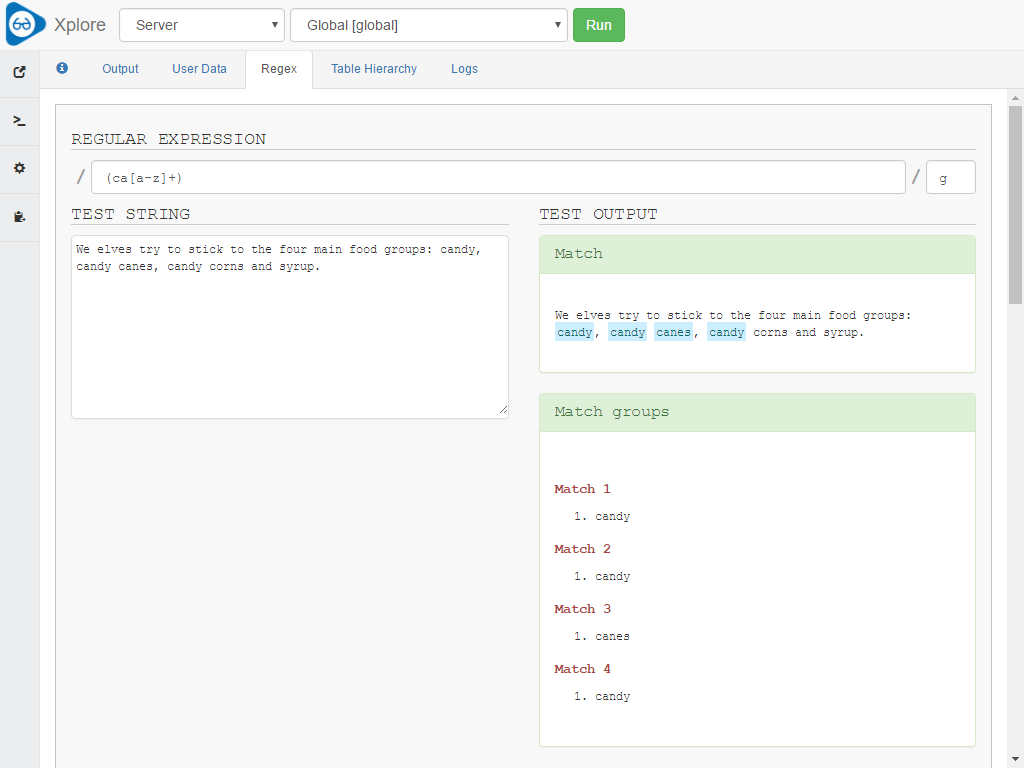 Xplore
Server
Global [global]
Run
Output
User Data
Regex
Table Hierarchy
Logs
REGULAR EXPRESSION
/ (ca[a-z]+) / g
TEST STRING
We elves try to stick to the four main food groups: candy,
candy canes, candy corns and syrup.
TEST OUTPUT
Match
We elves try to stick to the four main food groups:
candy, candy canes, candy corns and syrup.
Match groups
Match 1
1. candy
Match 2
1. candy
Match 3
1. canes
Match 4
1. candy